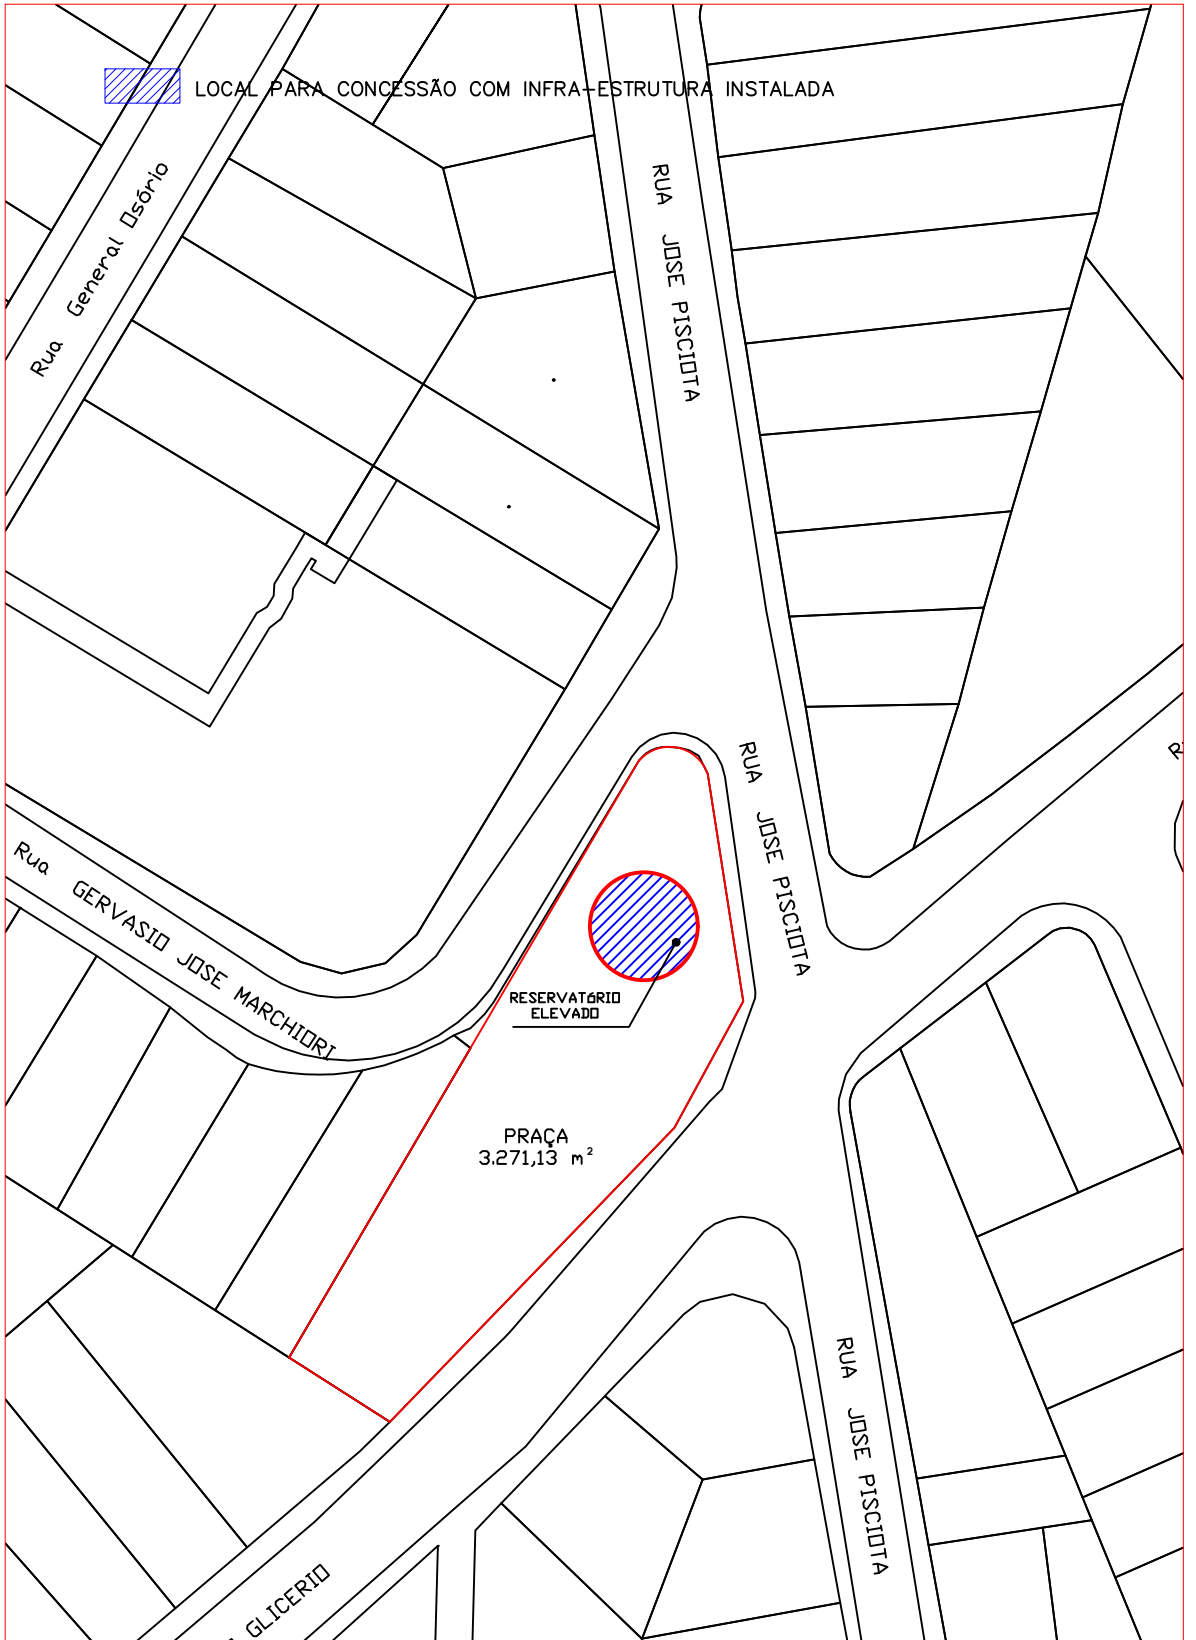 LOCAL PARA CONCESSÃO COM INFRA-ESTRUTURA INSTALADA
Rua General Osório
RUA JOSE PISCIOTA
RUA JOSE PISCIOTA
Rua GERVASIO JOSE MARCHIORI
RESERVATóRIO
ELEVADO
PRAÇA
3.271,13 m²
RUA JOSE PISCIOTA
GLICERIO